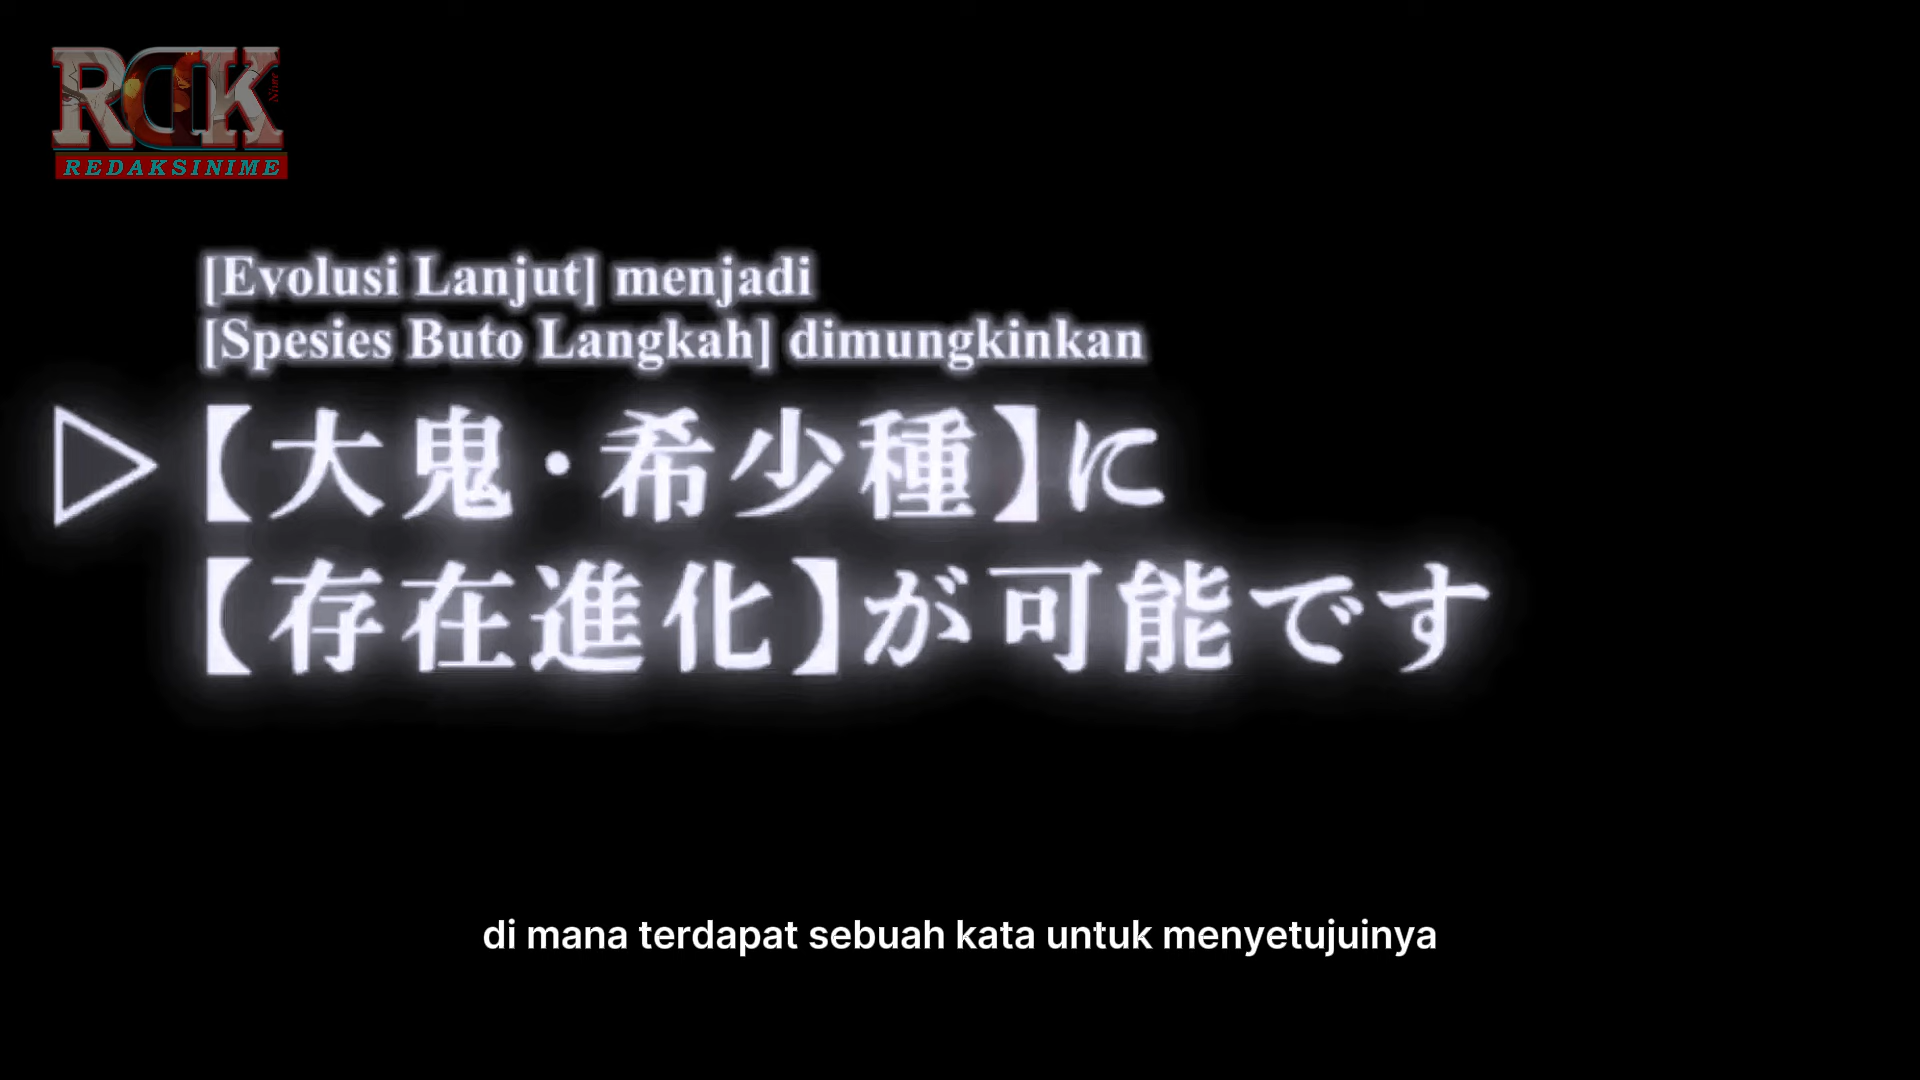 RDK
Nime
REDAKSINIME
[Evolusi Lanjut] menjadi
[Spesies Buto Langkah] dimungkinkan
▷【大鬼・希少種】に
【存在進化】が可能です
di mana terdapat sebuah kata untuk menyetujuinya